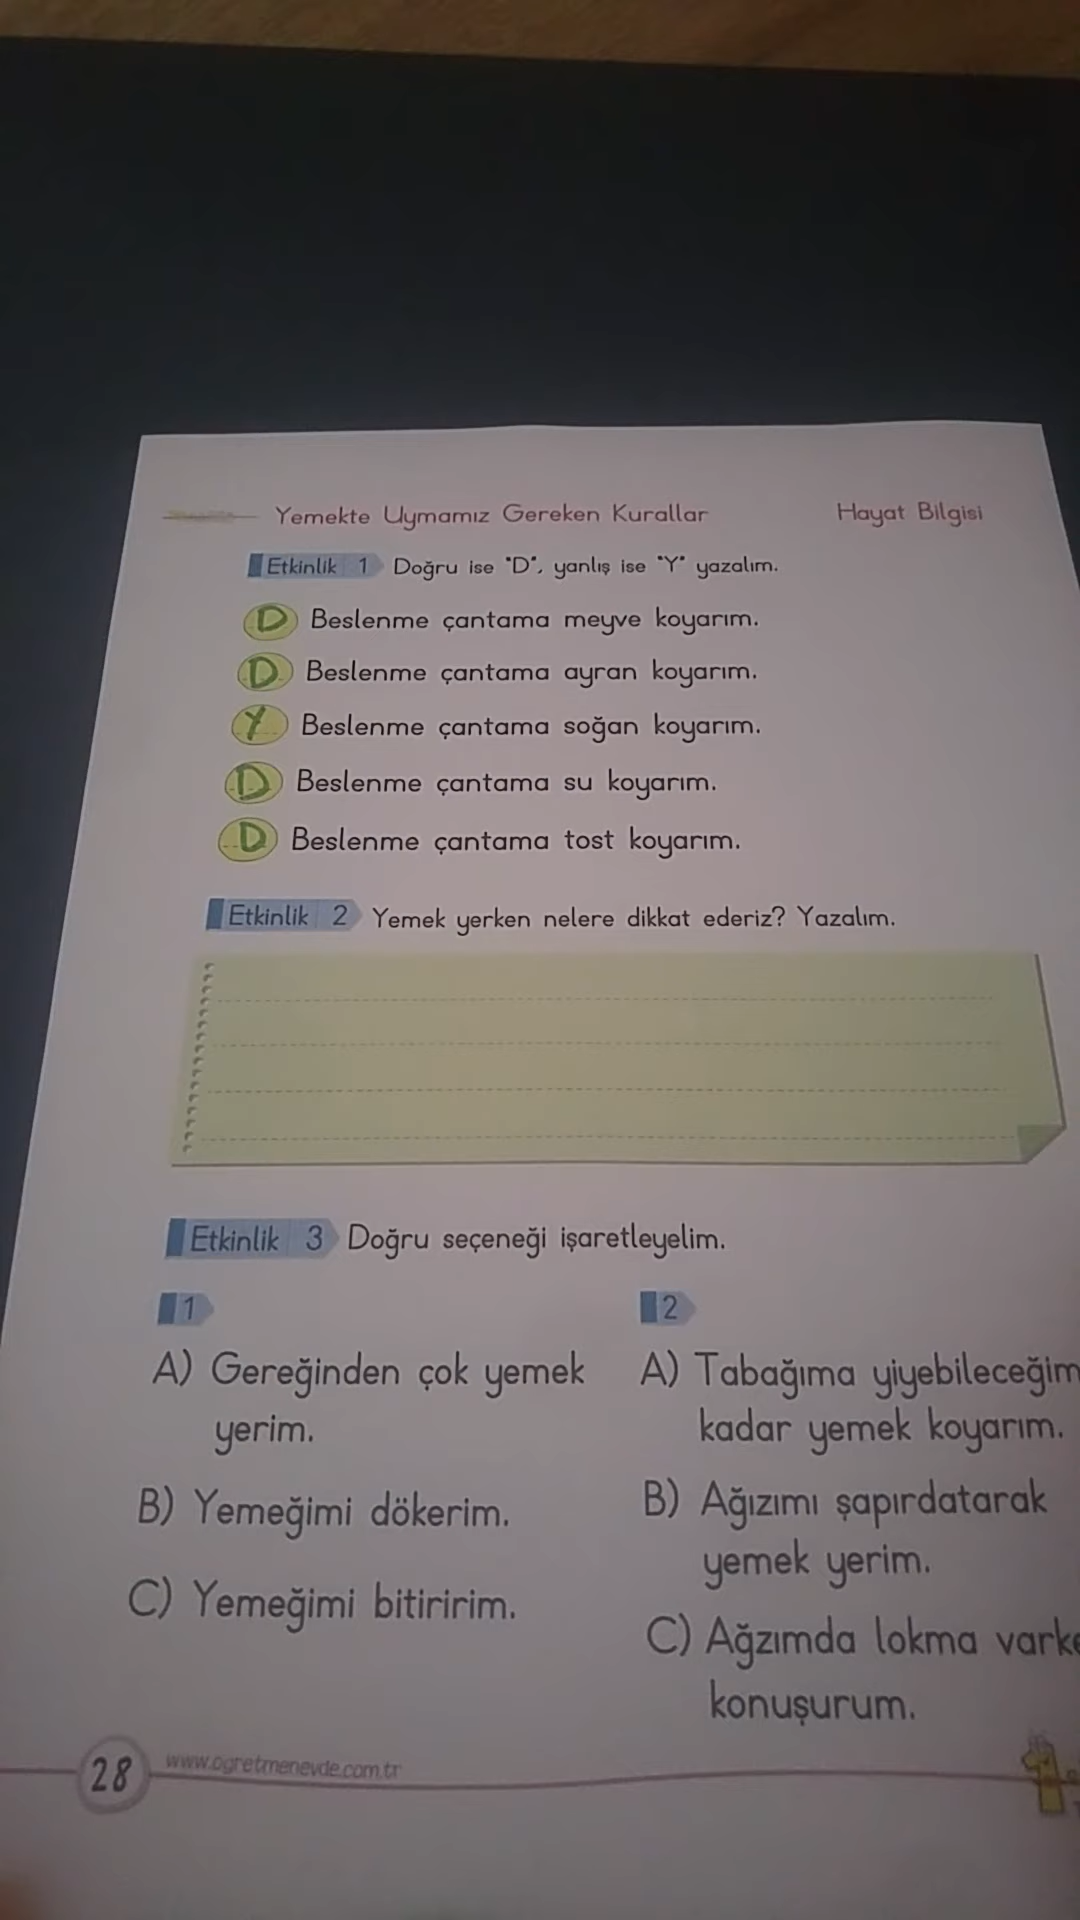 Yemekte Uymamız Gereken Kurallar Hayat Bilgisi
Etkinlik 1 Doğru ise "D", yanlış ise "Y" yazalım.
D Beslenme çantama meyve koyarım.
D Beslenme çantama ayran koyarım.
Y Beslenme çantama soğan koyarım.
D Beslenme çantama su koyarım.
D Beslenme çantama tost koyarım.
Etkinlik 2 Yemek yerken nelere dikkat ederiz? Yazalım.
Etkinlik 3 Doğru seçeneği işaretleyelim.
1
A) Gereğinden çok yemek
yerim.
B) Yemeğimi dökerim.
C) Yemeğimi bitiririm.
2
A) Tabağıma yiyebileceğim
kadar yemek koyarım.
B) Ağızımı şapırdatarak
yemek yerim.
C) Ağzımda lokma
konuşurum.
28 www.ogretmenevde.com.tr
1